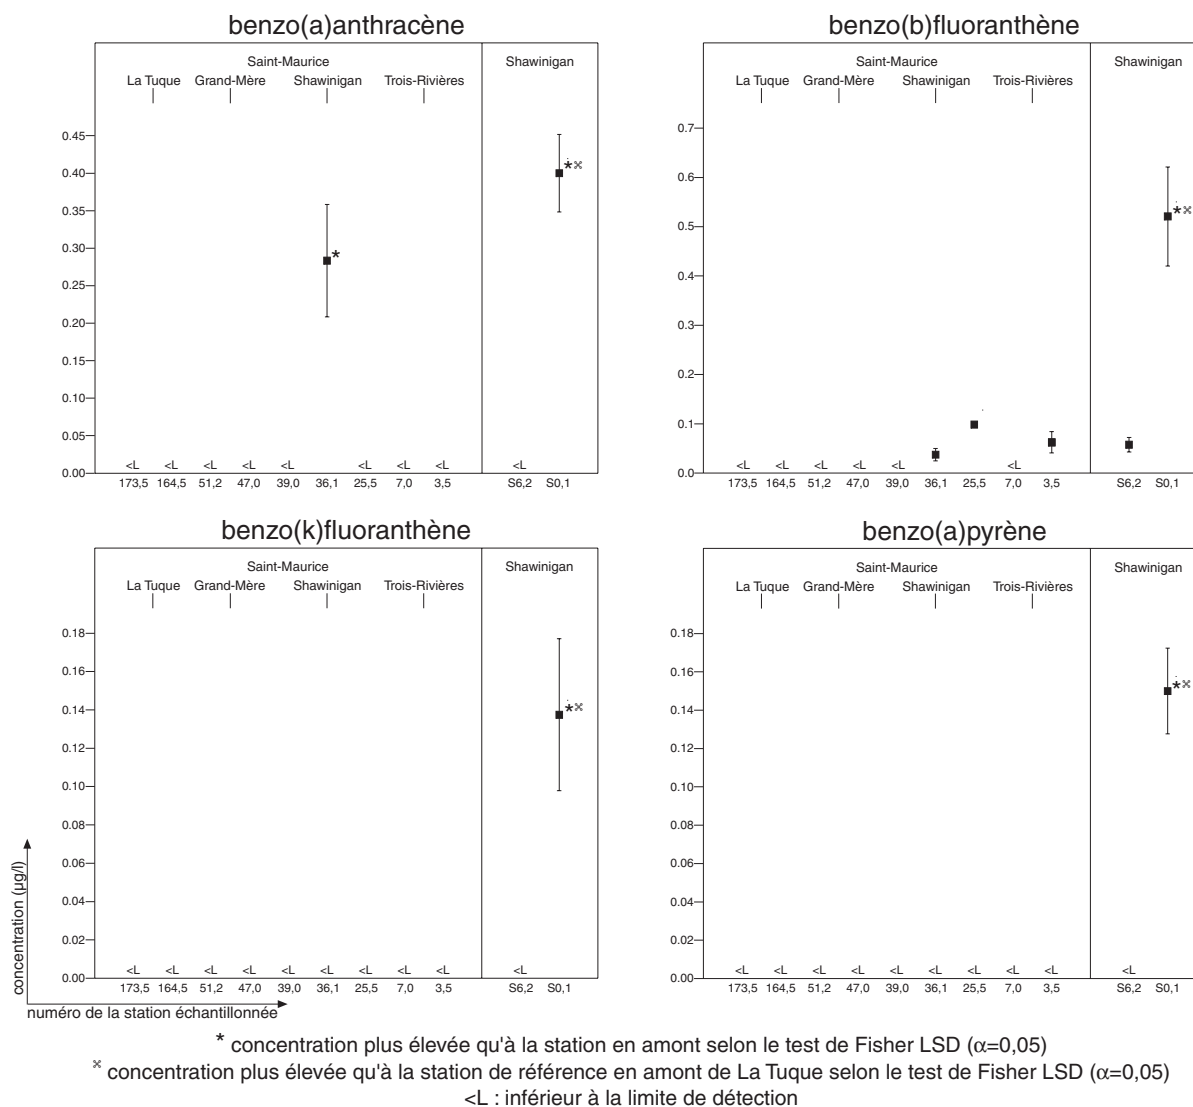 benzo(a)anthracène
Saint-Maurice
Shawinigan
La Tuque Grand-Mère Shawinigan Trois-Rivières
0.45
0.40
0.35
0.30
0.25
0.20
0.15
0.10
0.05
0.00
*※
*
<L <L <L <L <L <L <L <L <L
173,5 164,5 51,2 47,0 39,0 36,1 25,5 7,0 3,5 S6,2 S0,1
benzo(b)fluoranthène
Saint-Maurice
Shawinigan
La Tuque Grand-Mère Shawinigan Trois-Rivières
0.7
0.6
0.5
0.4
0.3
0.2
0.1
0.0
*※
<L <L <L <L <L <L
173,5 164,5 51,2 47,0 39,0 36,1 25,5 7,0 3,5 S6,2 S0,1
benzo(k)fluoranthène
Saint-Maurice
Shawinigan
La Tuque Grand-Mère Shawinigan Trois-Rivières
0.18
0.16
0.14
0.12
0.10
0.08
0.06
0.04
0.02
0.00
*※
<L <L <L <L <L <L <L <L <L <L
173,5 164,5 51,2 47,0 39,0 36,1 25,5 7,0 3,5 S6,2 S0,1
benzo(a)pyrène
Saint-Maurice
Shawinigan
La Tuque Grand-Mère Shawinigan Trois-Rivières
0.18
0.16
0.14
0.12
0.10
0.08
0.06
0.04
0.02
0.00
*※
<L <L <L <L <L <L <L <L <L <L
173,5 164,5 51,2 47,0 39,0 36,1 25,5 7,0 3,5 S6,2 S0,1
concentration (µg/l)
numéro de la station échantillonnée
* concentration plus élevée qu'à la station en amont selon le test de Fisher LSD (α=0,05)
※ concentration plus élevée qu'à la station de référence en amont de La Tuque selon le test de Fisher LSD (α=0,05)
<L : inférieur à la limite de détection